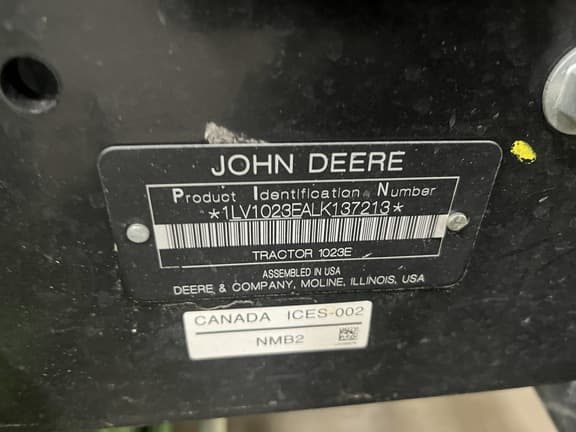 JOHN DEERE
Product Identification Number
*1LV1023EALK137213*
TRACTOR 1023E
ASSEMBLED IN USA
DEERE & COMPANY, MOLINE, ILLINOIS, USA
CANADA ICES-002
NMB2